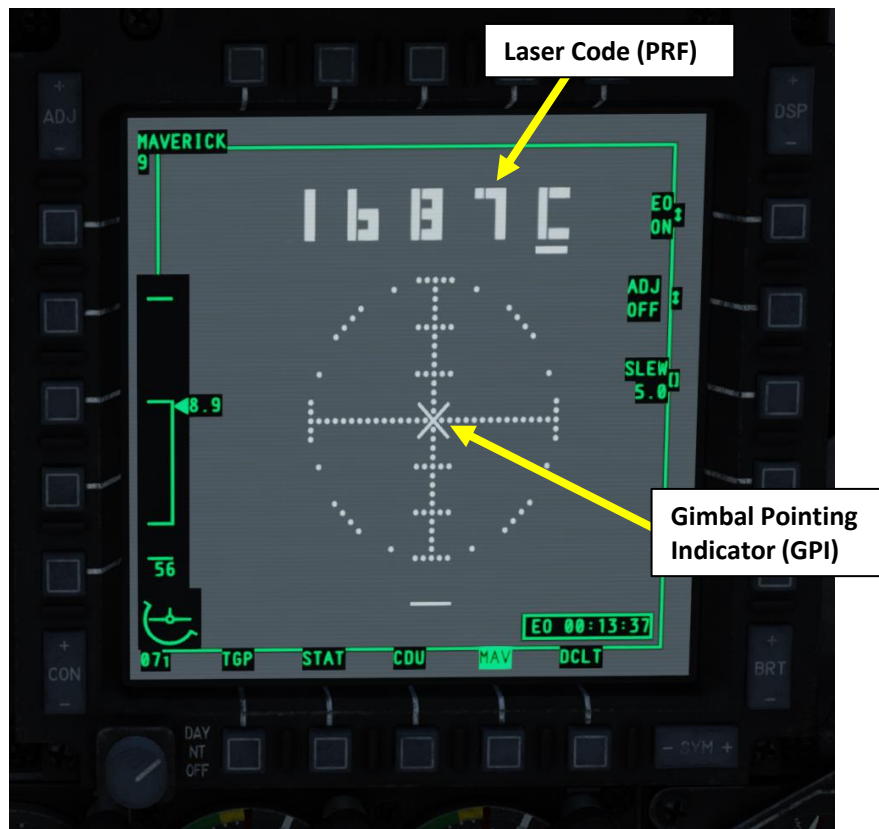 Laser Code (PRF)
+
ADJ
-
+
DSP
-
MAVERICK
9
1687C
EO
ON
ADJ
OFF
SLEW
5.0
8.9
Gimbal Pointing
Indicator (GPI)
56
EO 00:13:37
071 TGP STAT CDU MAV DCLT
+
CON
-
+
BRT
-
DAY
NT
OFF
- SYM +